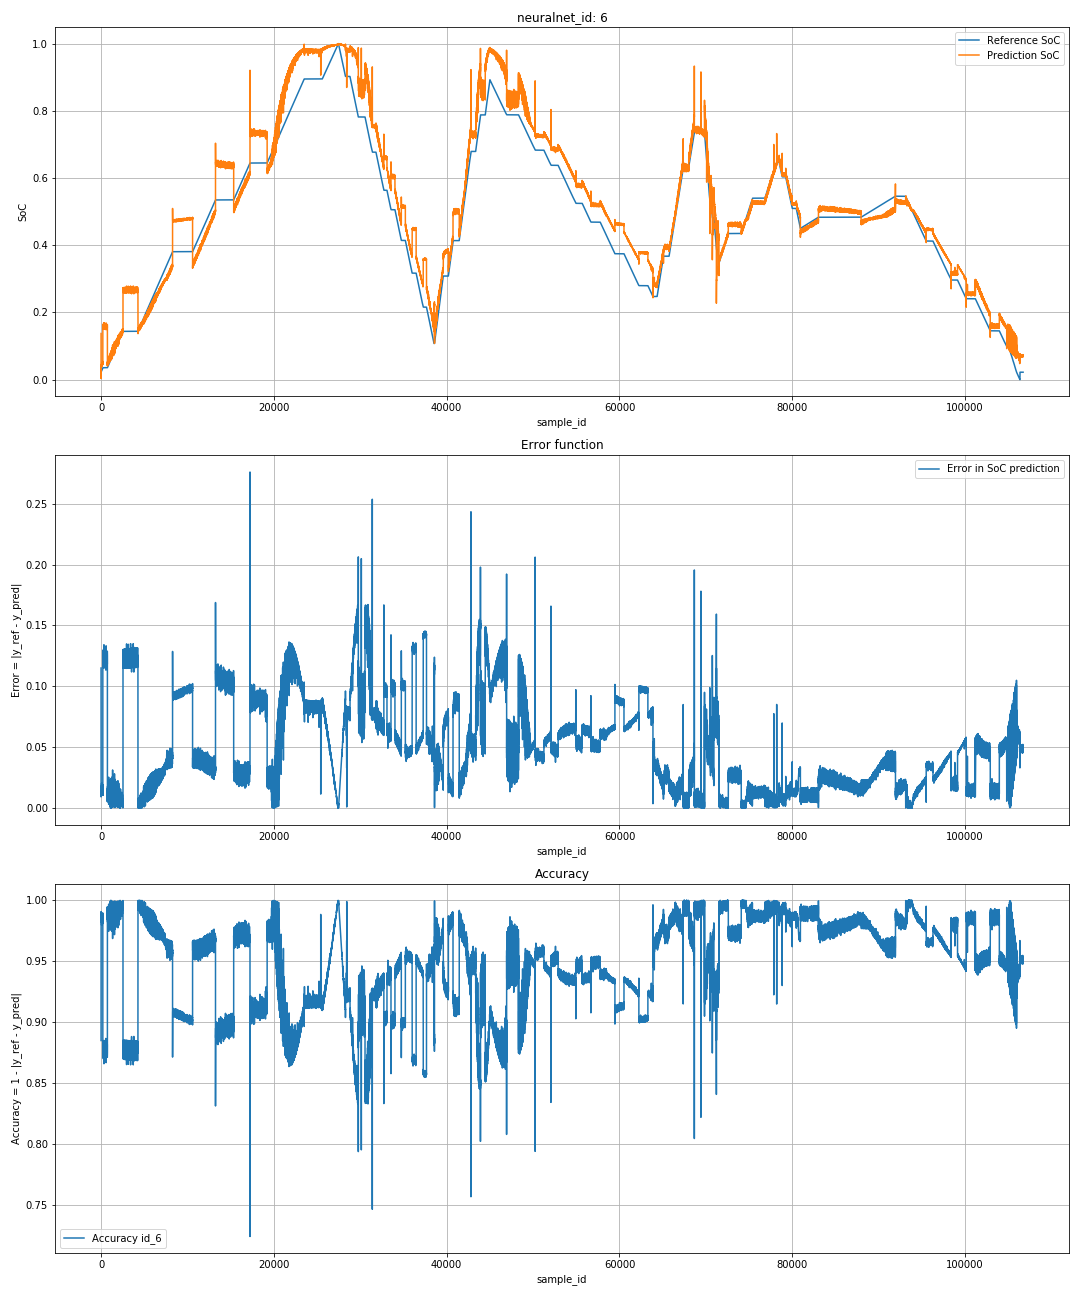 neuralnet_id: 6
Reference SoC
Prediction SoC
SoC
1.0
0.8
0.6
0.4
0.2
0.0
0 20000 40000 60000 80000 100000
sample_id
Error function
Error in SoC prediction
Error = |y_ref - y_pred|
0.25
0.20
0.15
0.10
0.05
0.00
0 20000 40000 60000 80000 100000
sample_id
Accuracy
Accuracy = 1 - |y_ref - y_pred|
1.00
0.95
0.90
0.85
0.80
0.75
Accuracy id_6
0 20000 40000 60000 80000 100000
sample_id